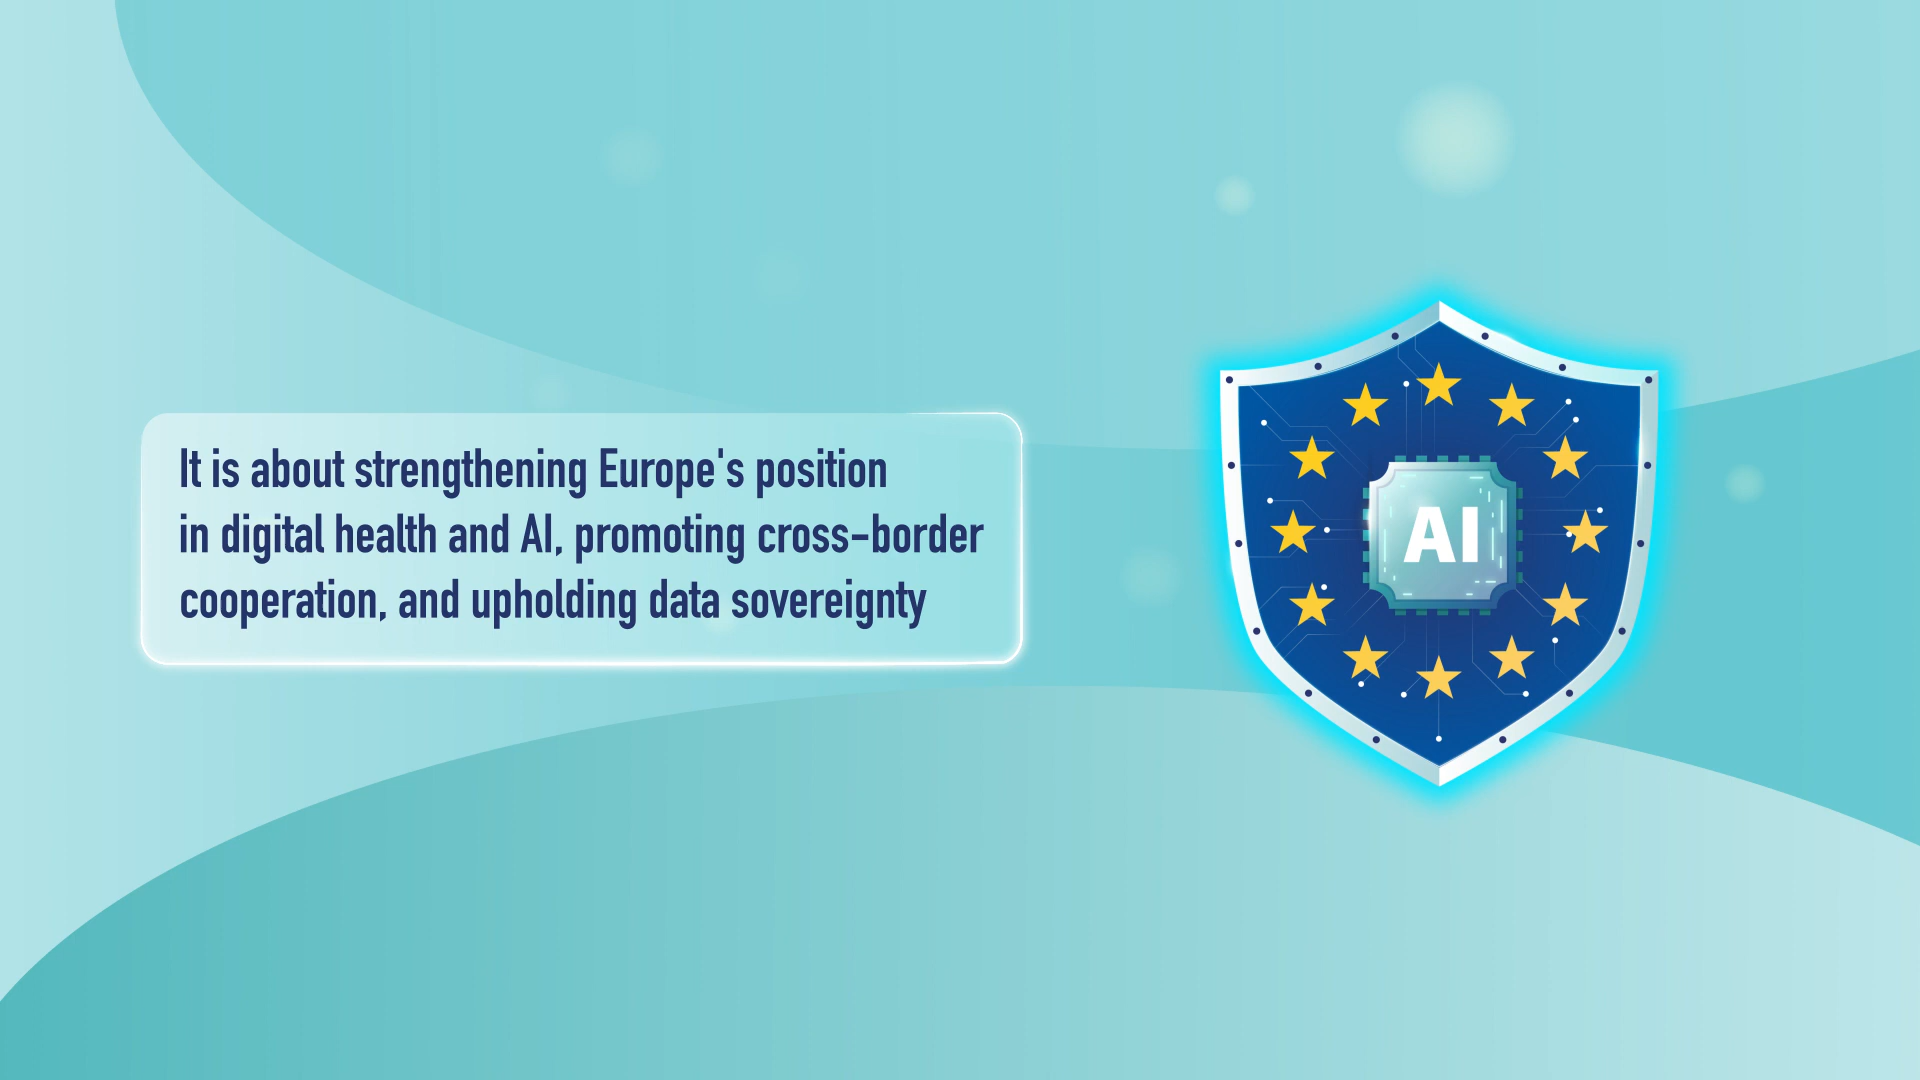 It is about strengthening Europe's position
in digital health and AI, promoting cross-border
cooperation, and upholding data sovereignty
AI